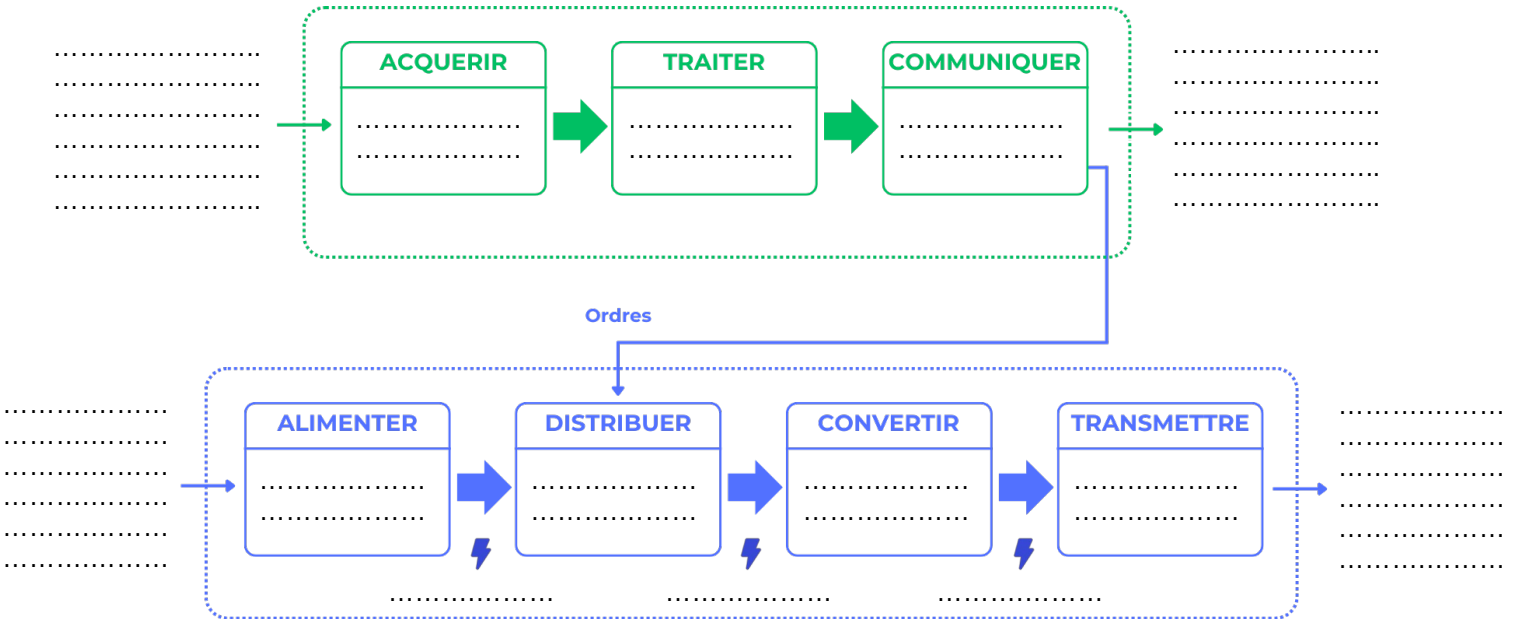 ACQUERIR
TRAITER
COMMUNIQUER
Ordres
ALIMENTER
DISTRIBUER
CONVERTIR
TRANSMETTRE